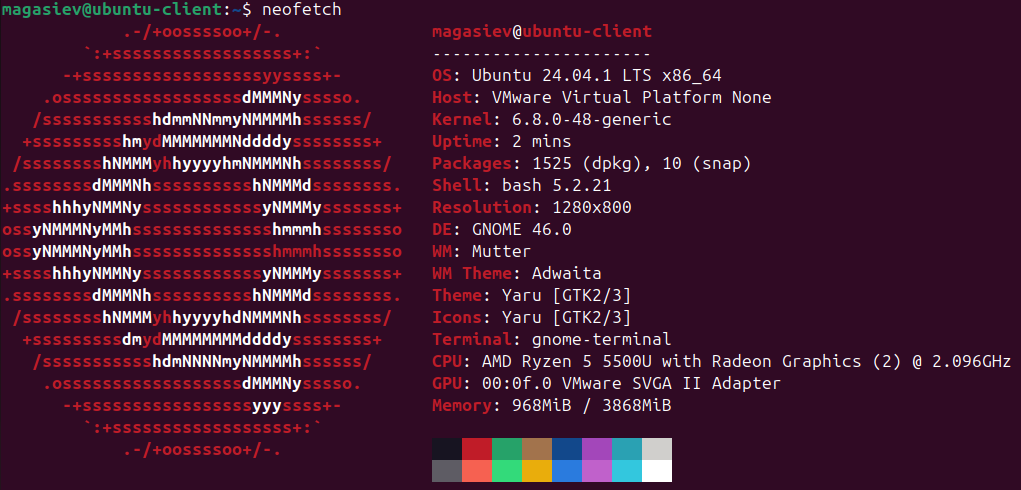 magasiev@ubuntu-client:~$ neofetch
            .-/+oossssoo+/-.               magasiev@ubuntu-client
        `:+ssssssssssssssssss+:`           ----------------------
      -+ssssssssssssssssssyyssss+-         OS: Ubuntu 24.04.1 LTS x86_64
    .ossssssssssssssssssdMMMNysssso.       Host: VMware Virtual Platform None
   /ssssssssssshdmmNNmmyNMMMMhssssss/      Kernel: 6.8.0-48-generic
  +ssssssssshmydMMMMMMMNddddyssssssss+     Uptime: 2 mins
 /sssssssshNMMMyhhyyyyhmNMMMNhssssssss/    Packages: 1525 (dpkg), 10 (snap)
.ssssssssdMMMNhsssssssssshNMMMdssssssss.   Shell: bash 5.2.21
+sssshhhyNMMNyssssssssssssyNMMMysssssss+   Resolution: 1280x800
ossyNMMMNyMMhsssssssssssssshmmmhssssssso   DE: GNOME 46.0
ossyNMMMNyMMhsssssssssssssshmmmhssssssso   WM: Mutter
+sssshhhyNMMNyssssssssssssyNMMMysssssss+   WM Theme: Adwaita
.ssssssssdMMMNhsssssssssshNMMMdssssssss.   Theme: Yaru [GTK2/3]
 /sssssssshNMMMyhhyyyyhdNMMMNhssssssss/    Icons: Yaru [GTK2/3]
  +sssssssssdmydMMMMMMMMddddyssssssss+     Terminal: gnome-terminal
   /ssssssssssshdmNNNNmyNMMMMhssssss/      CPU: AMD Ryzen 5 5500U with Radeon Graphics (2) @ 2.096GHz
    .ossssssssssssssssssdMMMNysssso.       GPU: 00:0f.0 VMware SVGA II Adapter
      -+sssssssssssssssssyyyssss+-         Memory: 968MiB / 3868MiB
        `:+ssssssssssssssssss+:`
            .-/+oossssoo+/-.